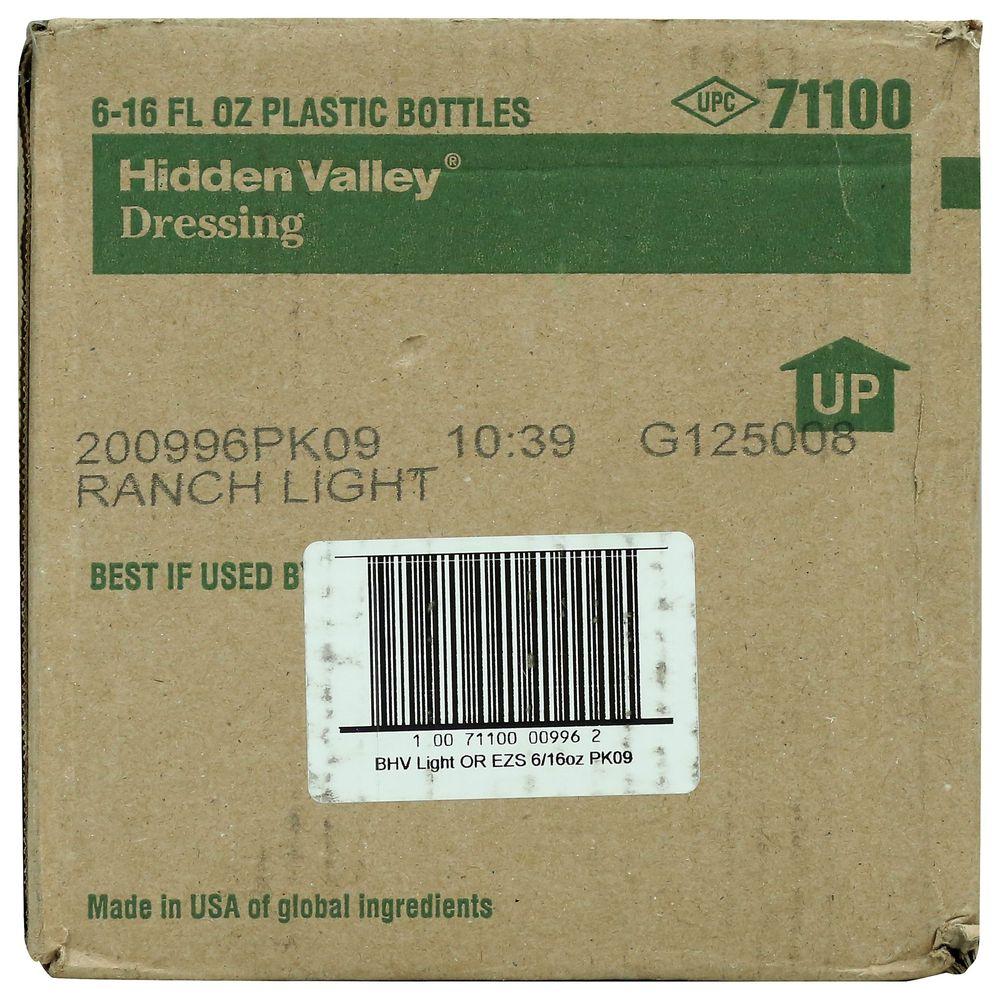 6-16 FL OZ PLASTIC BOTTLES
UPC 71100
Hidden Valley®
Dressing
UP
200996PK09 10:39 G125008
RANCH LIGHT
BEST IF USED
1 00 71100 00996 2
BHV Light OR EZS 6/16oz PK09
Made in USA of global ingredients